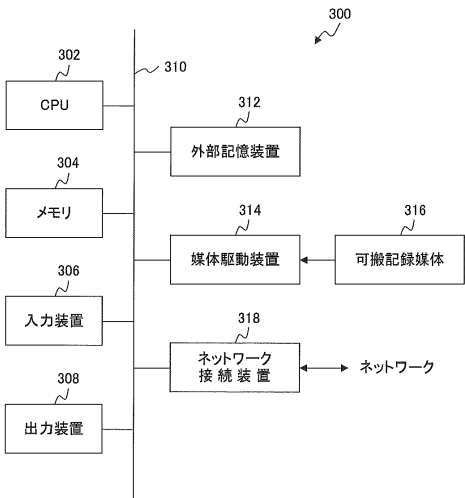 300
302
310
CPU
312
外部記憶装置
304
メモリ
314
316
媒体駆動装置
可搬記録媒体
306
入力装置
318
ネットワーク
接続装置
ネットワーク
308
出力装置